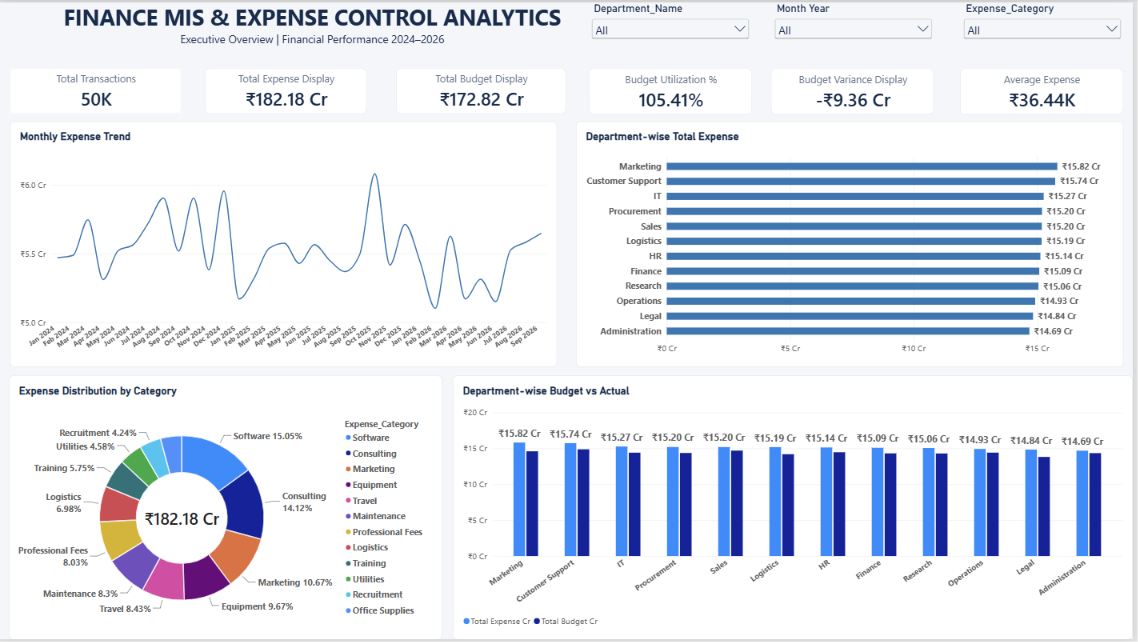 FINANCE MIS & EXPENSE CONTROL ANALYTICS
Executive Overview | Financial Performance 2024–2026
Department_Name
All
Month Year
All
Expense_Category
All
Total Transactions
50K
Total Expense Display
₹182.18 Cr
Total Budget Display
₹172.82 Cr
Budget Utilization %
105.41%
Budget Variance Display
-₹9.36 Cr
Average Expense
₹36.44K
Monthly Expense Trend
₹6.0 Cr
₹5.5 Cr
₹5.0 Cr
Jan 2024
Feb 2024
Mar 2024
Apr 2024
May 2024
Jun 2024
Jul 2024
Aug 2024
Sep 2024
Oct 2024
Nov 2024
Dec 2024
Jan 2025
Feb 2025
Mar 2025
Apr 2025
May 2025
Jun 2025
Jul 2025
Aug 2025
Sep 2025
Oct 2025
Nov 2025
Dec 2025
Jan 2026
Feb 2026
Mar 2026
Apr 2026
May 2026
Jun 2026
Jul 2026
Aug 2026
Sep 2026
Department-wise Total Expense
Marketing ₹15.82 Cr
Customer Support ₹15.74 Cr
IT ₹15.27 Cr
Procurement ₹15.20 Cr
Sales ₹15.20 Cr
Logistics ₹15.19 Cr
HR ₹15.14 Cr
Finance ₹15.09 Cr
Research ₹15.06 Cr
Operations ₹14.93 Cr
Legal ₹14.84 Cr
Administration ₹14.69 Cr
₹0 Cr ₹5 Cr ₹10 Cr ₹15 Cr
Expense Distribution by Category
Software 15.05%
Consulting
14.12%
Marketing 10.67%
Equipment 9.67%
Travel 8.43%
Maintenance 8.3%
Professional Fees
8.03%
Logistics
6.98%
Training 5.75%
Utilities 4.58%
Recruitment 4.24%
₹182.18 Cr
Expense_Category
Software
Consulting
Marketing
Equipment
Travel
Maintenance
Professional Fees
Logistics
Training
Utilities
Recruitment
Office Supplies
Department-wise Budget vs Actual
₹20 Cr
₹15 Cr
₹10 Cr
₹5 Cr
₹0 Cr
₹15.82 Cr ₹15.74 Cr ₹15.27 Cr ₹15.20 Cr ₹15.20 Cr ₹15.19 Cr ₹15.14 Cr ₹15.09 Cr ₹15.06 Cr ₹14.93 Cr ₹14.84 Cr ₹14.69 Cr
Marketing
Customer Support
IT
Procurement
Sales
Logistics
HR
Finance
Research
Operations
Legal
Administration
Total Expense Cr Total Budget Cr